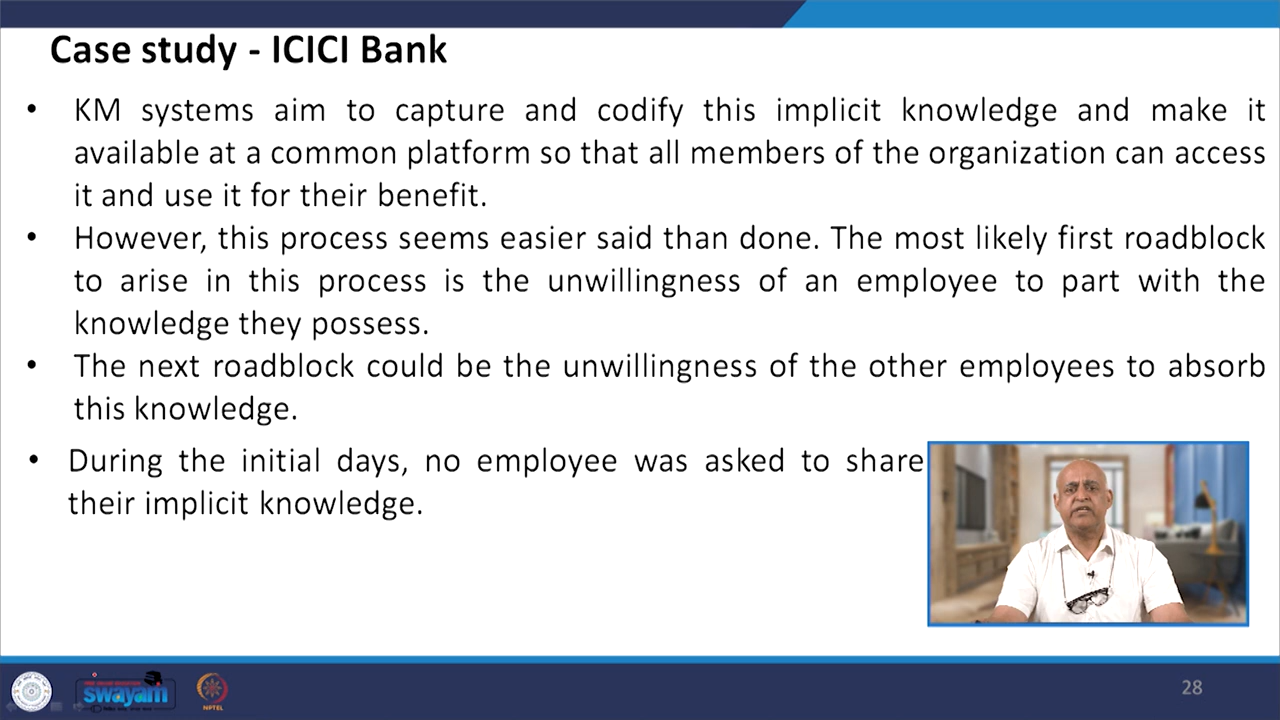 Case study - ICICI Bank
• KM systems aim to capture and codify this implicit knowledge and make it
available at a common platform so that all members of the organization can access
it and use it for their benefit.
• However, this process seems easier said than done. The most likely first roadblock
to arise in this process is the unwillingness of an employee to part with the
knowledge they possess.
• The next roadblock could be the unwillingness of the other employees to absorb
this knowledge.
• During the initial days, no employee was asked to share
their implicit knowledge.
swayam
NPTEL
28